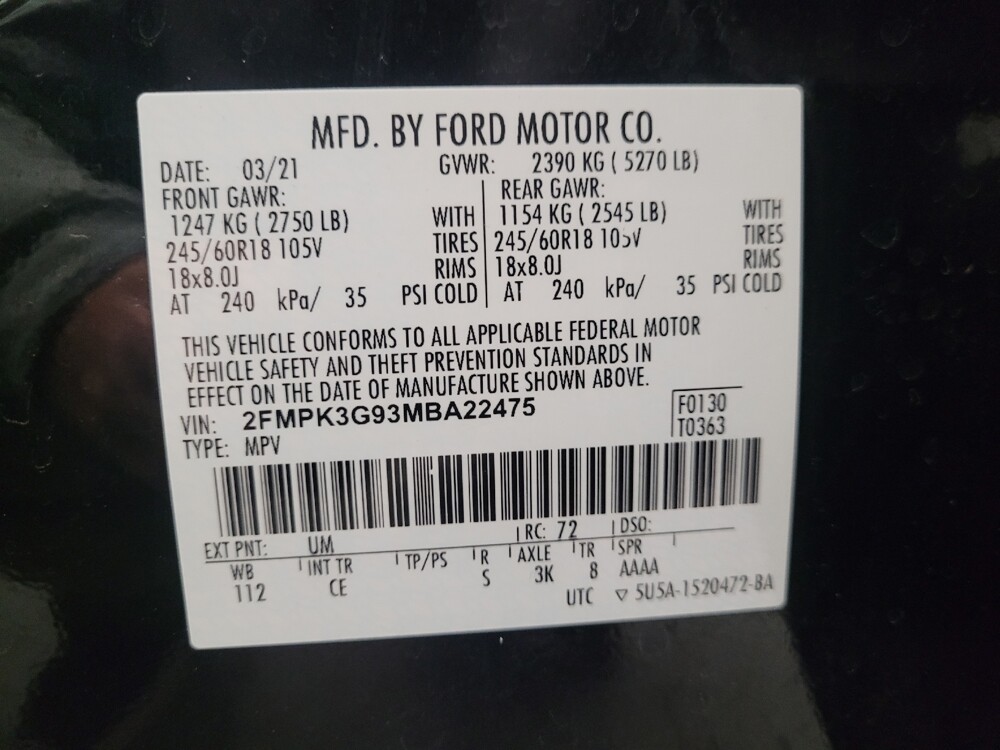 MFD. BY FORD MOTOR CO.
DATE: 03/21 GVWR: 2390 KG ( 5270 LB)
FRONT GAWR: REAR GAWR:
1247 KG ( 2750 LB) WITH 1154 KG ( 2545 LB) WITH
245/60R18 105V TIRES 245/60R18 105V TIRES
18x8.0J RIMS 18x8.0J RIMS
AT 240 kPa/ 35 PSI COLD AT 240 kPa/ 35 PSI COLD
THIS VEHICLE CONFORMS TO ALL APPLICABLE FEDERAL MOTOR
VEHICLE SAFETY AND THEFT PREVENTION STANDARDS IN
EFFECT ON THE DATE OF MANUFACTURE SHOWN ABOVE.
VIN: 2FMPK3G93MBA22475 F0130
TYPE: MPV T0363
EXT PNT: UM RC: 72 DSO:
WB INT TR TP/PS R AXLE TR SPR
112 CE S 3K 8 AAAA
UTC ▽ 5U5A-1520472-BA